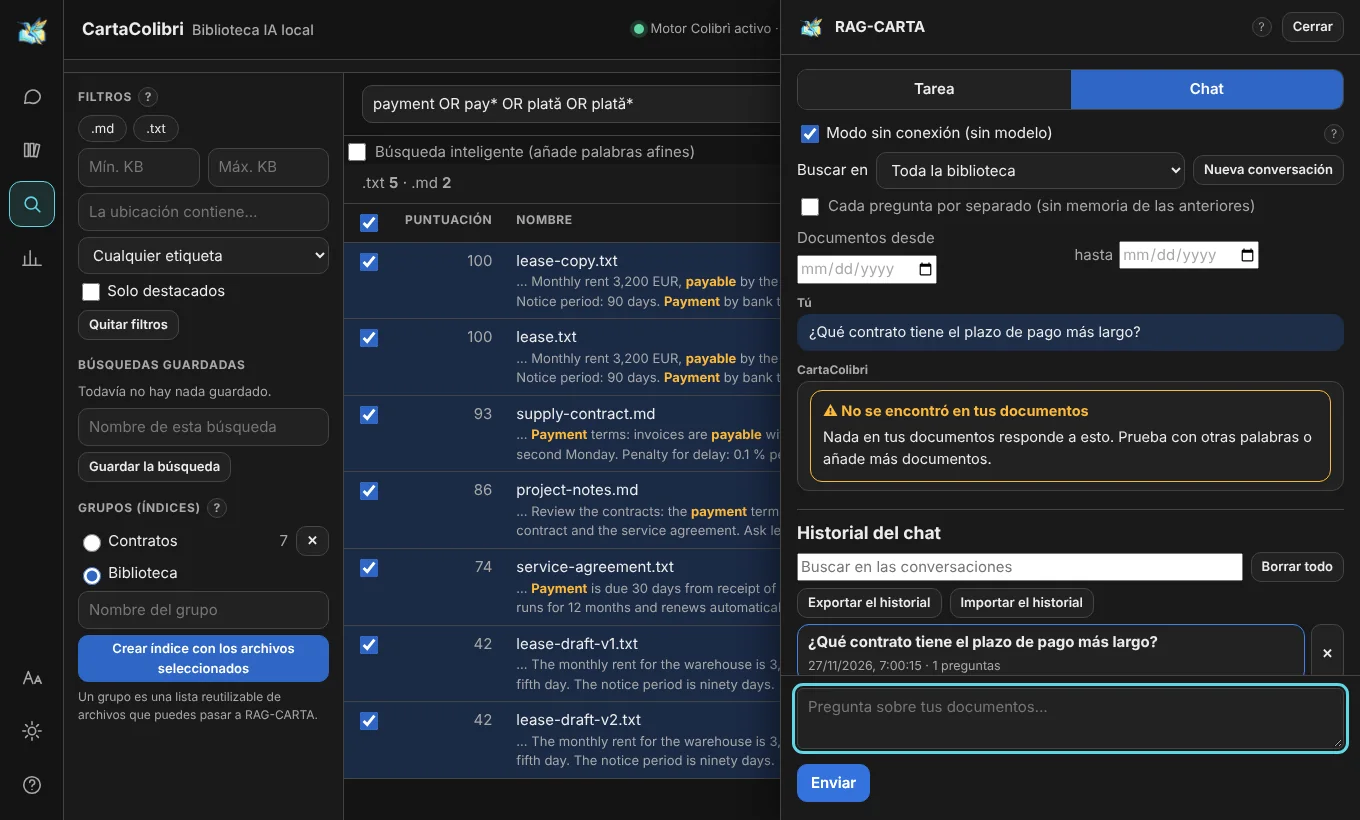 CartaColibri Biblioteca IA local
Motor Colibri activo ·
FILTROS ?
.md .txt
Mín. KB Máx. KB
La ubicación contiene...
Cualquier etiqueta
Solo destacados
Quitar filtros
BÚSQUEDAS GUARDADAS
Todavía no hay nada guardado.
Nombre de esta búsqueda
Guardar la búsqueda
GRUPOS (ÍNDICES) ?
Contratos 7 ×
Biblioteca
Nombre del grupo
Crear índice con los archivos
seleccionados
Un grupo es una lista reutilizable de
archivos que puedes pasar a RAG-CARTA.
AA
?
payment OR pay* OR plată OR plată*
Búsqueda inteligente (añade palabras afines)
.txt 5 · .md 2
PUNTUACIÓN NOMBRE
100 lease-copy.txt
... Monthly rent 3,200 EUR, payable by the
Notice period: 90 days. Payment by bank t
100 lease.txt
... Monthly rent 3,200 EUR, payable by the
Notice period: 90 days. Payment by bank t
93 supply-contract.md
... Payment terms: invoices are payable wi
second Monday. Penalty for delay: 0.1 % pe
86 project-notes.md
... Review the contracts: the payment term
contract and the service agreement. Ask le
74 service-agreement.txt
... Payment is due 30 days from receipt of
runs for 12 months and renews automatical
42 lease-draft-v1.txt
... The monthly rent for the warehouse is 3,
fifth day. The notice period is ninety days.
42 lease-draft-v2.txt
... The monthly rent for the warehouse is 3,
fifth day. The notice period is ninety days.
RAG-CARTA ? Cerrar
Tarea Chat
Modo sin conexión (sin modelo) ?
Buscar en Toda la biblioteca Nueva conversación
Cada pregunta por separado (sin memoria de las anteriores)
Documentos desde
mm/dd/yyyy hasta mm/dd/yyyy
Tú
¿Qué contrato tiene el plazo de pago más largo?
CartaColibri
⚠ No se encontró en tus documentos
Nada en tus documentos responde a esto. Prueba con otras palabras o
añade más documentos.
Historial del chat
Buscar en las conversaciones Borrar todo
Exportar el historial Importar el historial
¿Qué contrato tiene el plazo de pago más largo?
27/11/2026, 7:00:15 · 1 preguntas ×
Pregunta sobre tus documentos...
Enviar